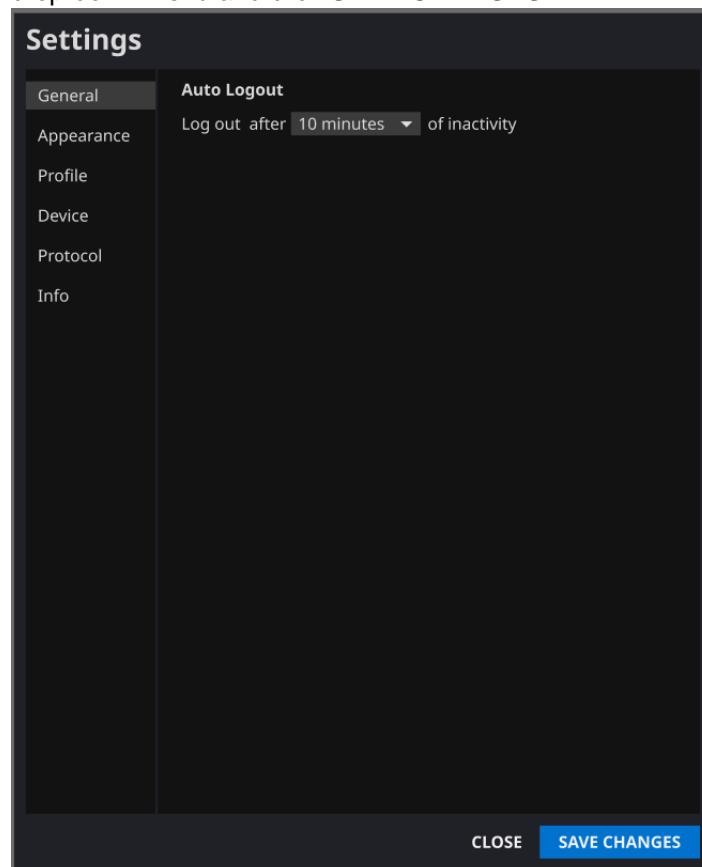 Settings
General
Appearance
Profile
Device
Protocol
Info
Auto Logout
Log out after 10 minutes of inactivity
CLOSE
SAVE CHANGES